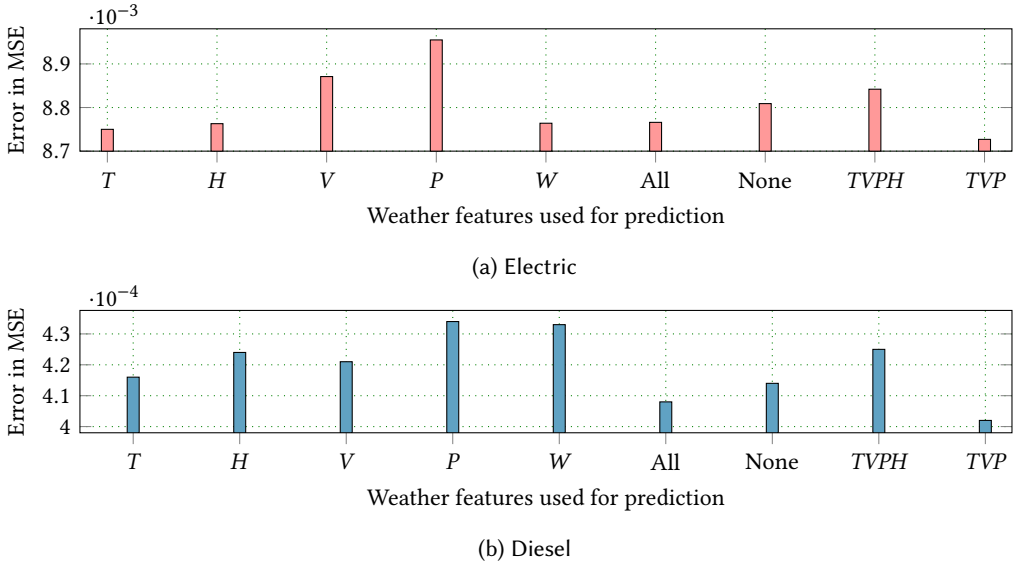 ·10⁻³
Error in MSE
8.9
8.8
8.7
T H V P W All None TVPH TVP
Weather features used for prediction
(a) Electric
·10⁻⁴
Error in MSE
4.3
4.2
4.1
4
T H V P W All None TVPH TVP
Weather features used for prediction
(b) Diesel